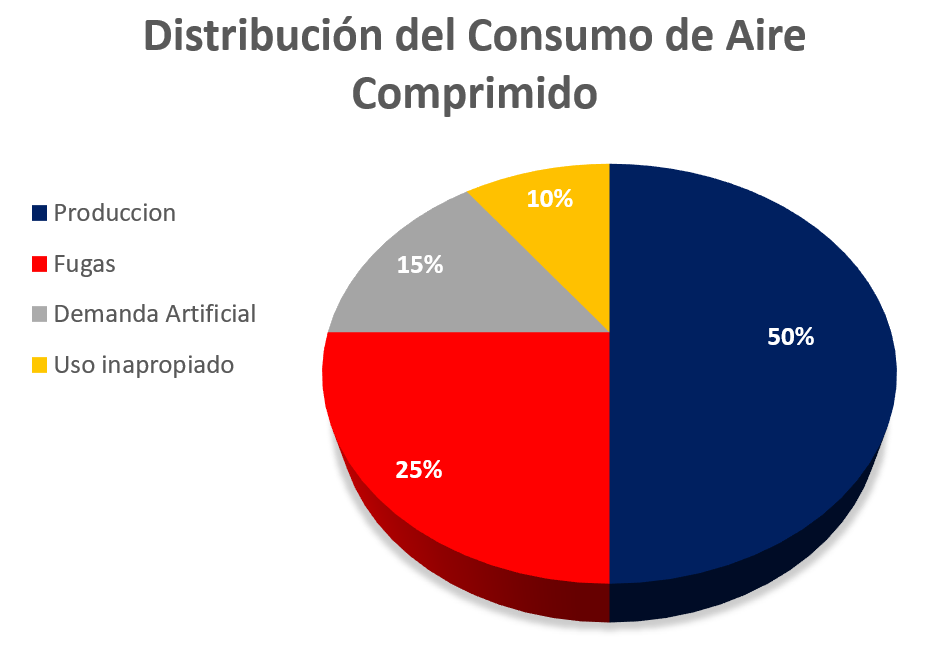 Distribución del Consumo de Aire
Comprimido
Produccion
Fugas
Demanda Artificial
Uso inapropiado
10%
15%
50%
25%